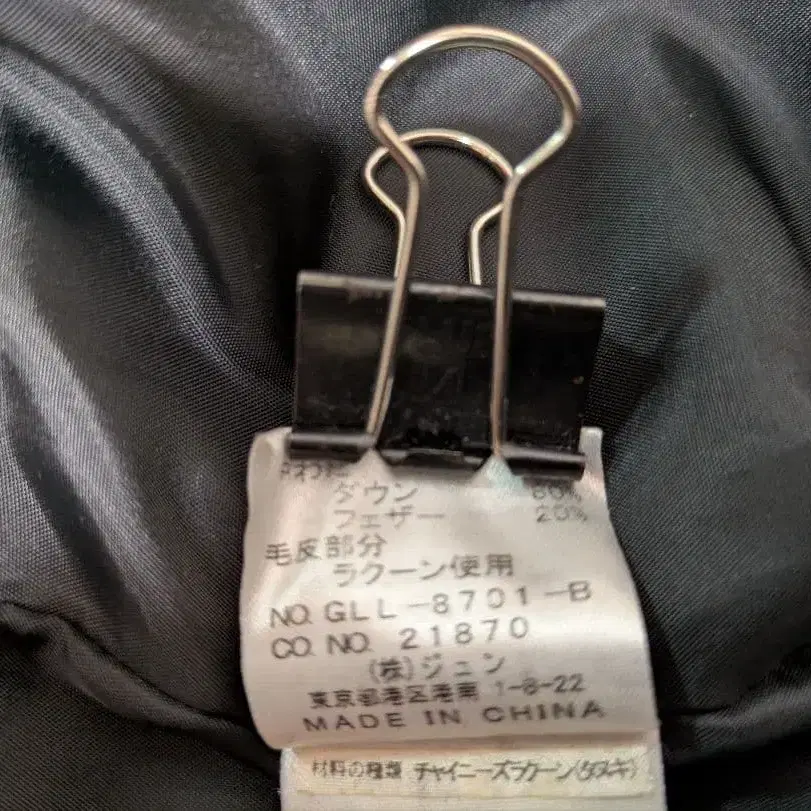 ダウン 80%
フェザー 20%
毛皮部分
ラクーン使用
NO. GLL-8701-B
CO. NO. 21870
(株)ジュン
東京都港区港南 1-8-22
MADE IN CHINA
材料の種類 チャイニーズラクーン(タヌキ)